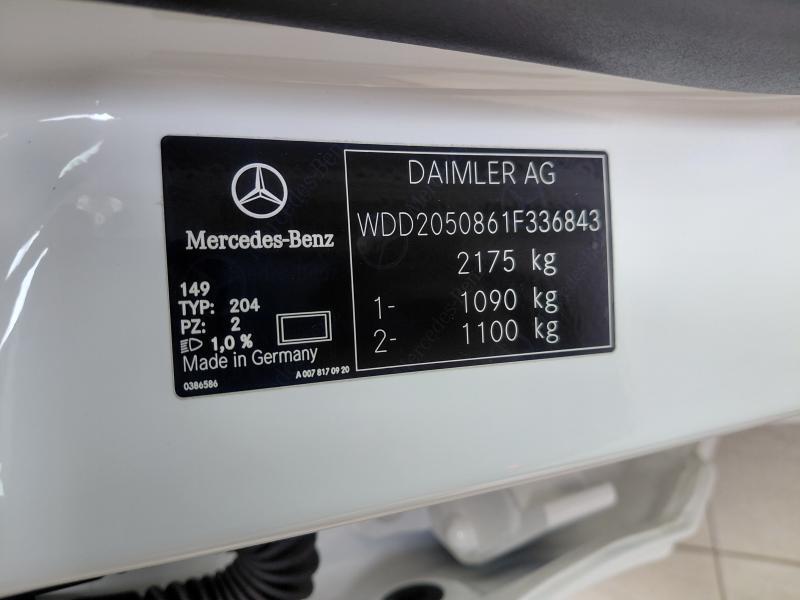 DAIMLER AG
WDD2050861F336843
2175 kg
1- 1090 kg
2- 1100 kg
Mercedes-Benz
149
TYP: 204
PZ: 2
1,0 %
Made in Germany
0386586
A 007 817 09 20